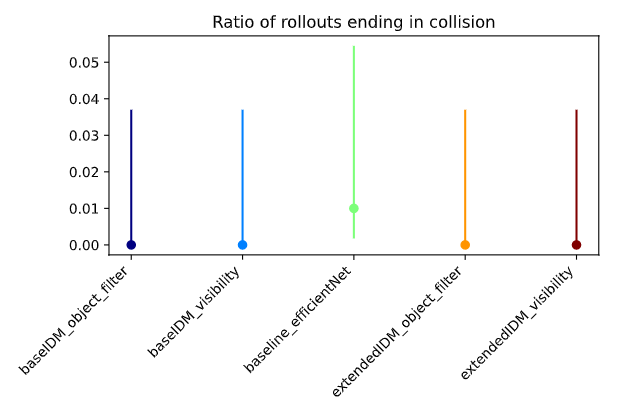 Ratio of rollouts ending in collision
0.05
0.04
0.03
0.02
0.01
0.00
baseIDM_object_filter
baseIDM_visibility
baseline_efficientNet
extendedIDM_object_filter
extendedIDM_visibility